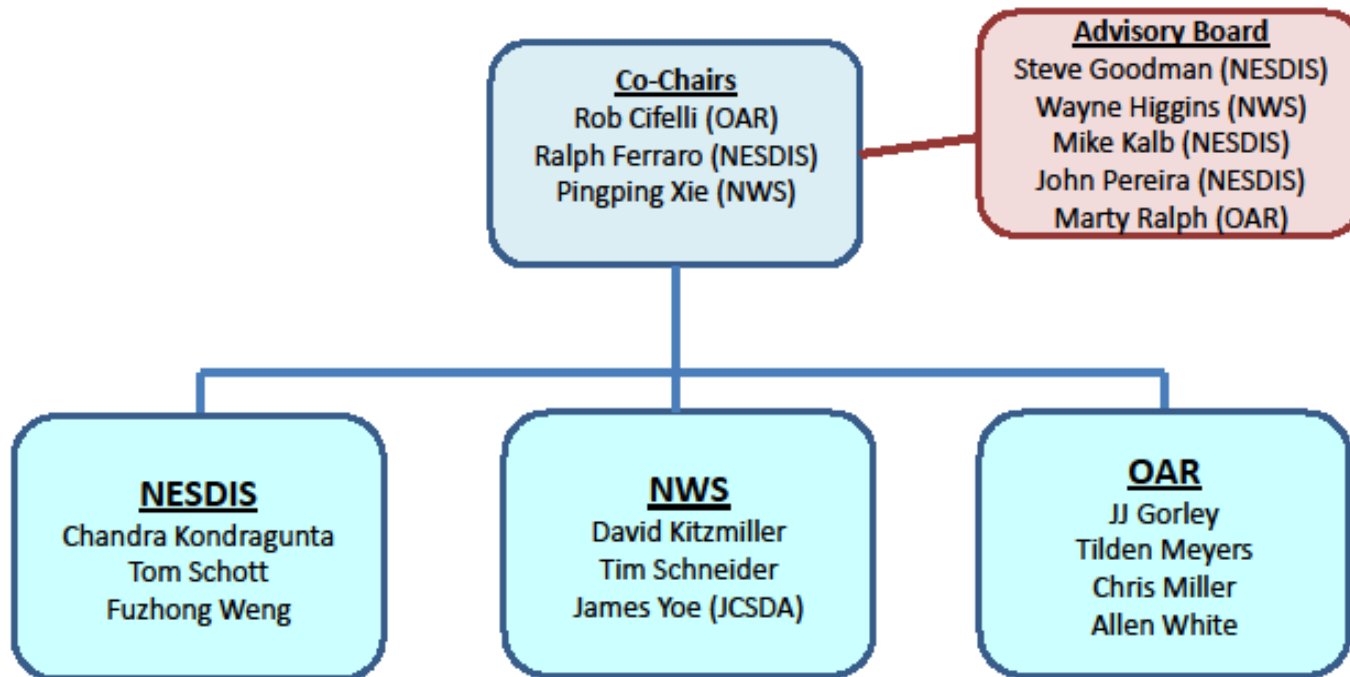 Co-Chairs
Rob Cifelli (OAR)
Ralph Ferraro (NESDIS)
Pingping Xie (NWS)
Advisory Board
Steve Goodman (NESDIS)
Wayne Higgins (NWS)
Mike Kalb (NESDIS)
John Pereira (NESDIS)
Marty Ralph (OAR)
NESDIS
Chandra Kondragunta
Tom Schott
Fuzhong Weng
NWS
David Kitzmiller
Tim Schneider
James Yoe (JCSDA)
OAR
JJ Gorley
Tilden Meyers
Chris Miller
Allen White